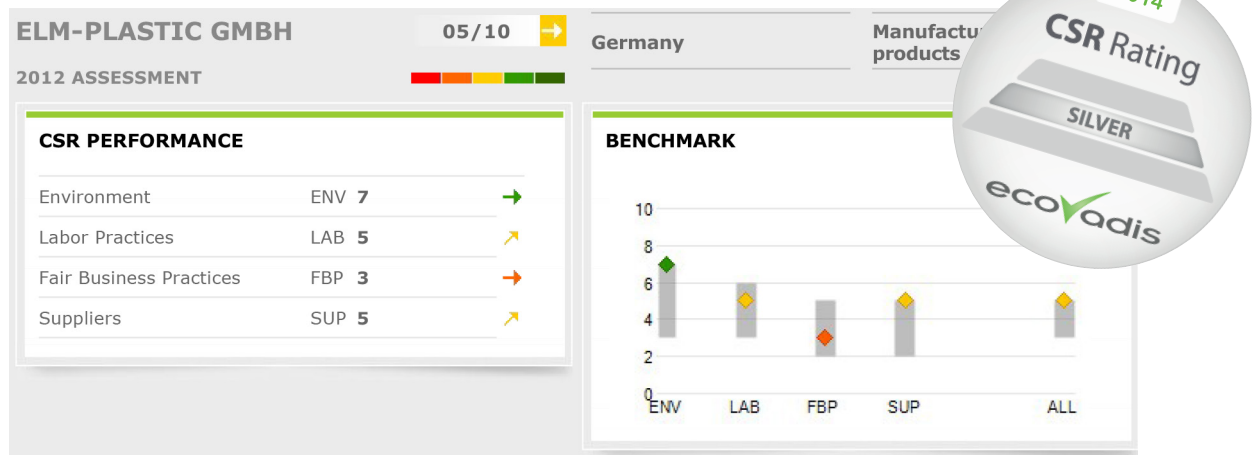 ELM-PLASTIC GMBH
05/10
2012 ASSESSMENT
Germany
products
CSR Rating
SILVER
ecovadis
CSR PERFORMANCE
Environment ENV 7
Labor Practices LAB 5
Fair Business Practices FBP 3
Suppliers SUP 5
BENCHMARK
10
8
6
4
2
0
ENV LAB FBP SUP ALL